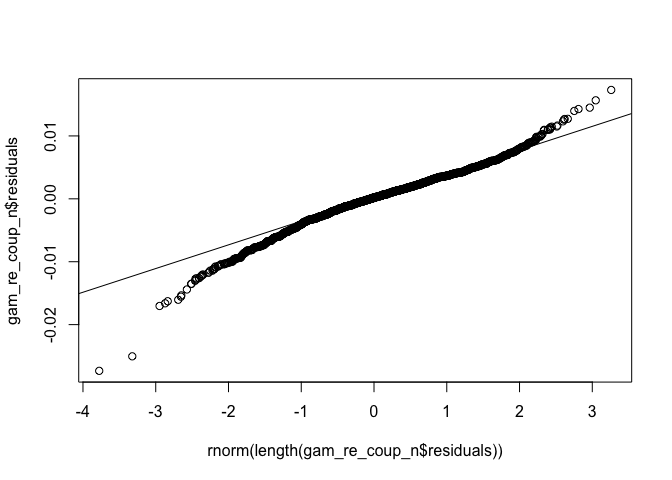 gam_re_coup_n$residuals
0.01
0.00
-0.01
-0.02
-4 -3 -2 -1 0 1 2 3
rnorm(length(gam_re_coup_n$residuals))